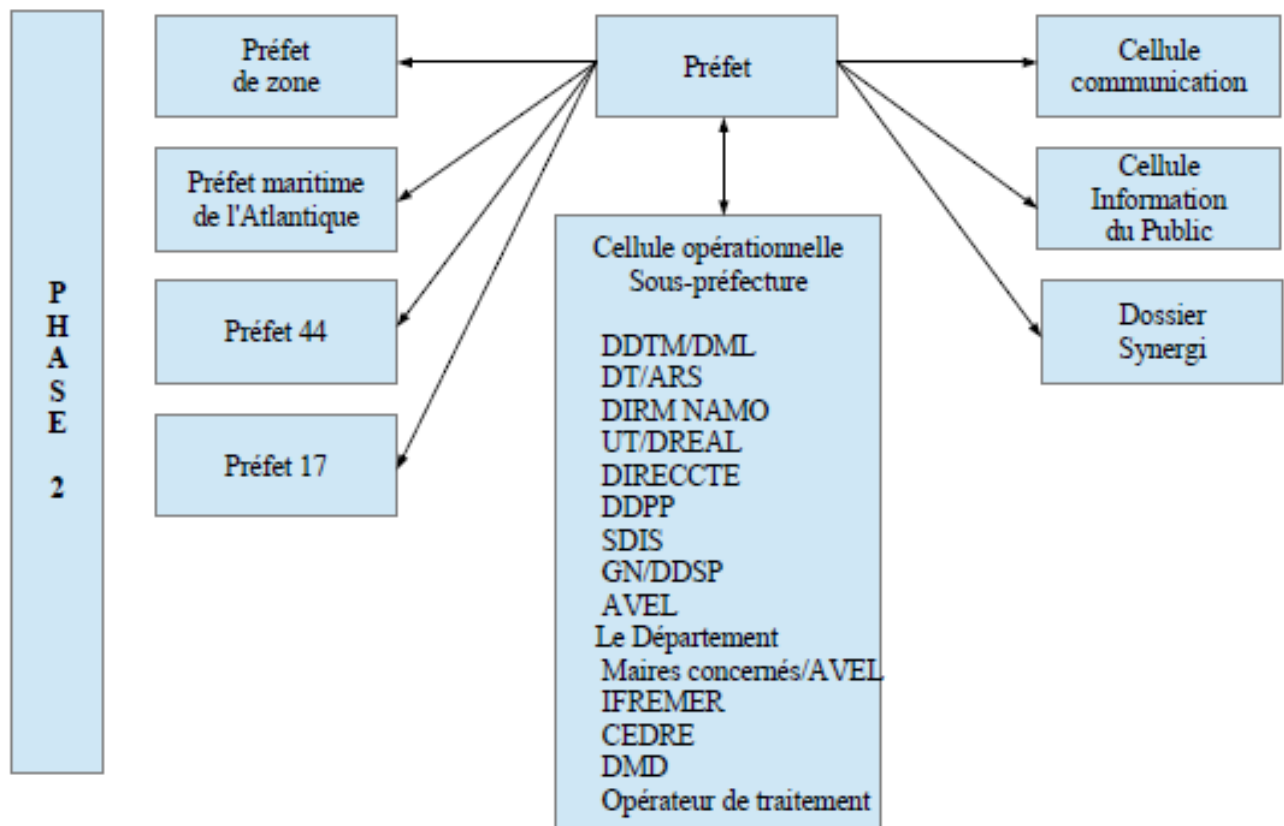 PHASE 2
Préfet
de zone
Préfet
Cellule
communication
Préfet maritime
de l'Atlantique
Cellule
Information
du Public
Préfet 44
Dossier
Synergi
Préfet 17
Cellule opérationnelle
Sous-préfecture
DDTM/DML
DT/ARS
DIRM NAMO
UT/DREAL
DIRECCTE
DDPP
SDIS
GN/DDSP
AVEL
Le Département
Maires concernés/AVEL
IFREMER
CEDRE
DMD
Opérateur de traitement